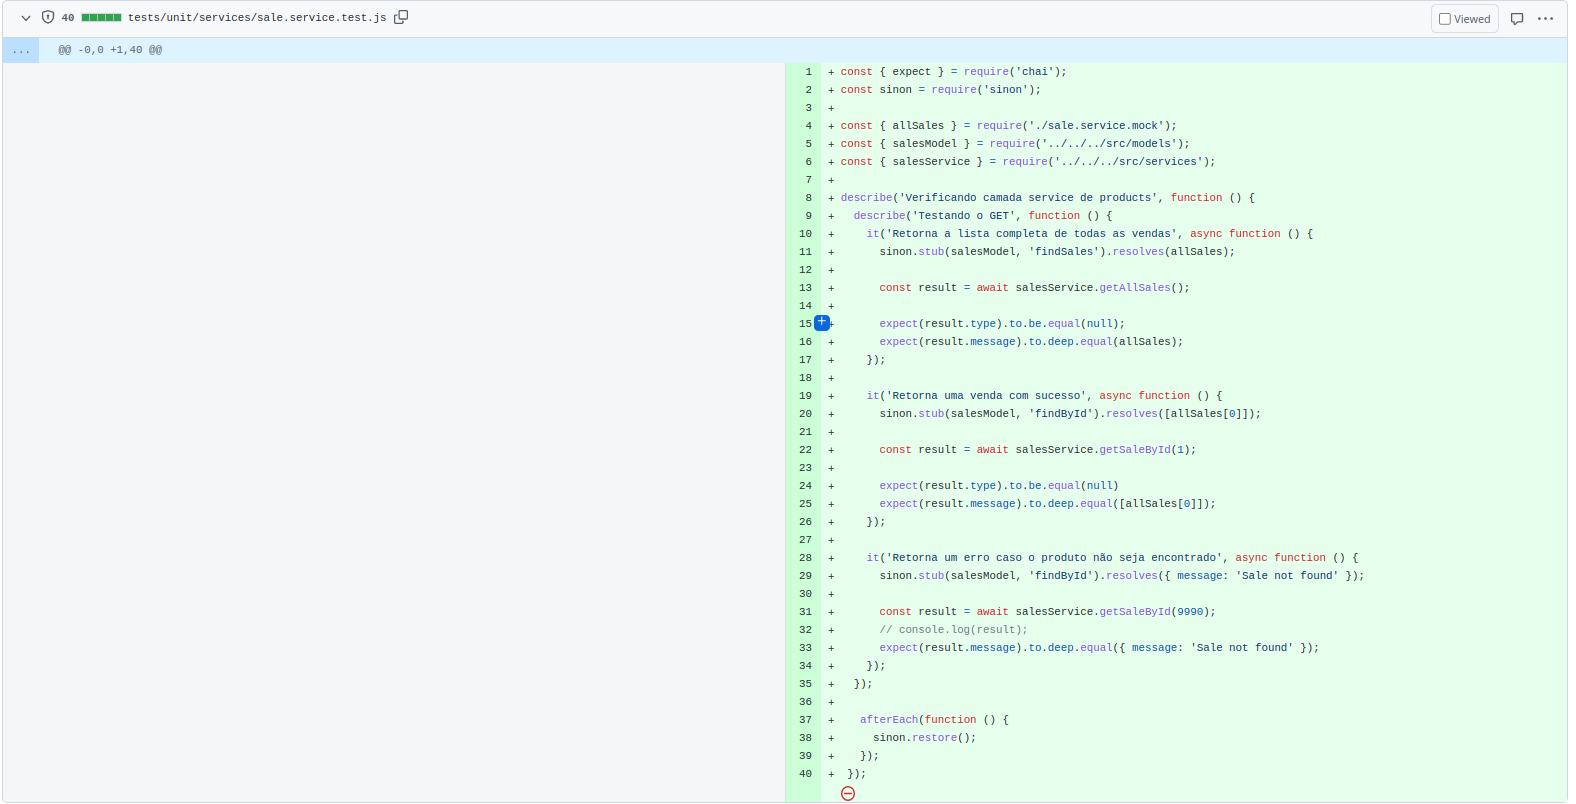 40 tests/unit/services/sale.service.test.js Viewed
... @@ -0,0 +1,40 @@
1 + const { expect } = require('chai');
2 + const sinon = require('sinon');
3 +
4 + const { allSales } = require('./sale.service.mock');
5 + const { salesModel } = require('../../../src/models');
6 + const { salesService } = require('../../../src/services');
7 +
8 + describe('Verificando camada service de products', function () {
9 +   describe('Testando o GET', function () {
10 +     it('Retorna a lista completa de todas as vendas', async function () {
11 +       sinon.stub(salesModel, 'findSales').resolves(allSales);
12 +
13 +       const result = await salesService.getAllSales();
14 +
15 +       expect(result.type).to.be.equal(null);
16 +       expect(result.message).to.deep.equal(allSales);
17 +     });
18 +
19 +     it('Retorna uma venda com sucesso', async function () {
20 +       sinon.stub(salesModel, 'findById').resolves([allSales[0]]);
21 +
22 +       const result = await salesService.getSaleById(1);
23 +
24 +       expect(result.type).to.be.equal(null)
25 +       expect(result.message).to.deep.equal([allSales[0]]);
26 +     });
27 +
28 +     it('Retorna um erro caso o produto não seja encontrado', async function () {
29 +       sinon.stub(salesModel, 'findById').resolves({ message: 'Sale not found' });
30 +
31 +       const result = await salesService.getSaleById(9990);
32 +       // console.log(result);
33 +       expect(result.message).to.deep.equal({ message: 'Sale not found' });
34 +     });
35 +   });
36 +
37 +    afterEach(function () {
38 +      sinon.restore();
39 +    });
40 +  });